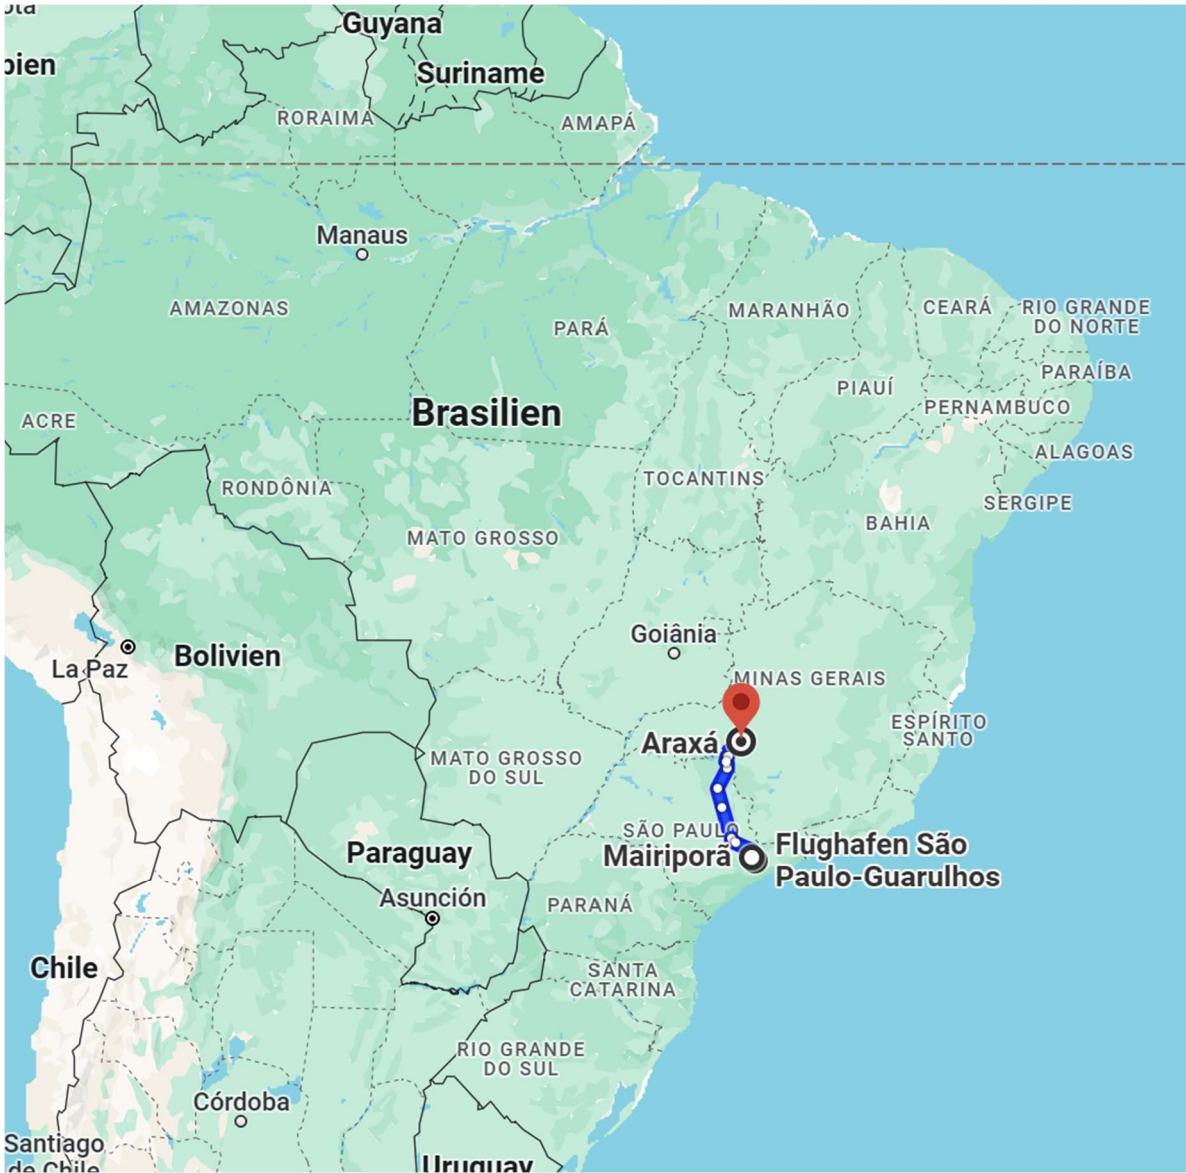 Guyana
Suriname
RORAIMA
AMAPÁ
Manaus
AMAZONAS
PARÁ
MARANHÃO
CEARÁ
RIO GRANDE
DO NORTE
PARAÍBA
PIAUÍ
PERNAMBUCO
Brasilien
ACRE
ALAGOAS
TOCANTINS
RONDÔNIA
SERGIPE
BAHIA
MATO GROSSO
Goiânia
La Paz
Bolivien
MINAS GERAIS
ESPÍRITO
SANTO
Araxá
MATO GROSSO
DO SUL
SÃO PAULO
Mairiporã
Flughafen São
Paulo-Guarulhos
Paraguay
Asunción
PARANÁ
Chile
SANTA
CATARINA
RIO GRANDE
DO SUL
Córdoba
Santiago
de Chile
Uruguay